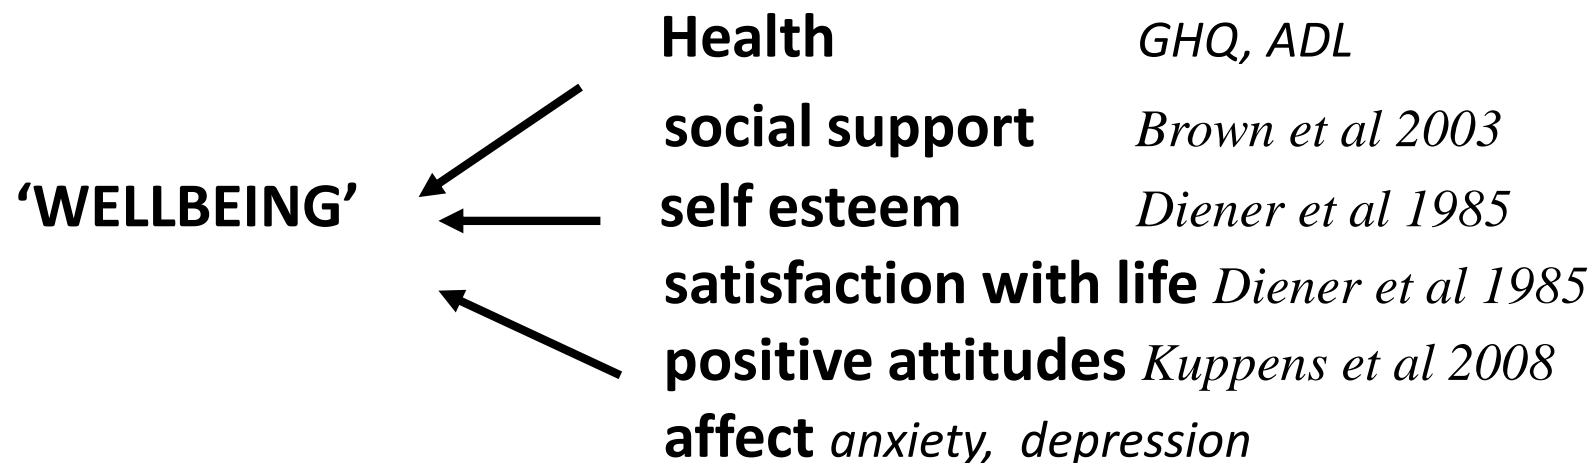 Health GHQ, ADL
social support Brown et al 2003
‘WELLBEING’ self esteem Diener et al 1985
satisfaction with life Diener et al 1985
positive attitudes Kuppens et al 2008
affect anxiety, depression